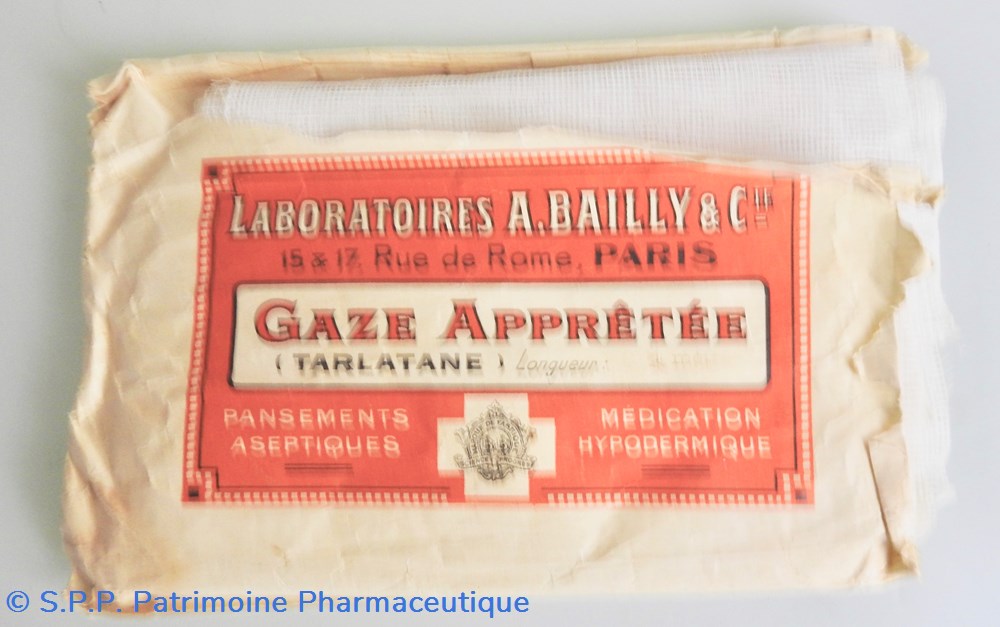 LABORATOIRES A. BAILLY & Cie
15 & 17, Rue de Rome, PARIS
GAZE APPRÊTÉE
( TARLATANE ) Longueur :
PANSEMENTS
ASEPTIQUES
MÉDICATION
HYPODERMIQUE
© S.P.P. Patrimoine Pharmaceutique